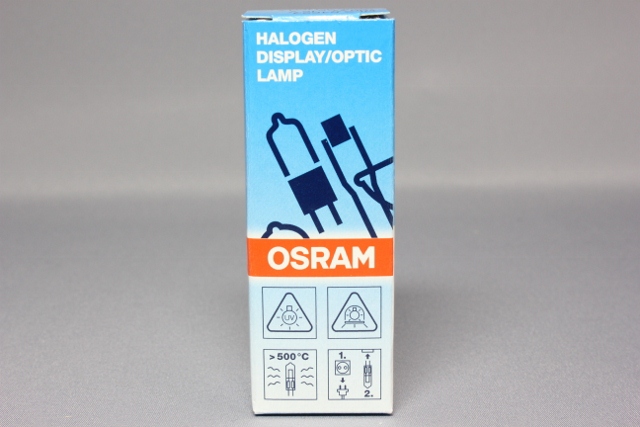 HALOGEN
DISPLAY/OPTIC
LAMP
OSRAM
UV
>500°C
1.
2.